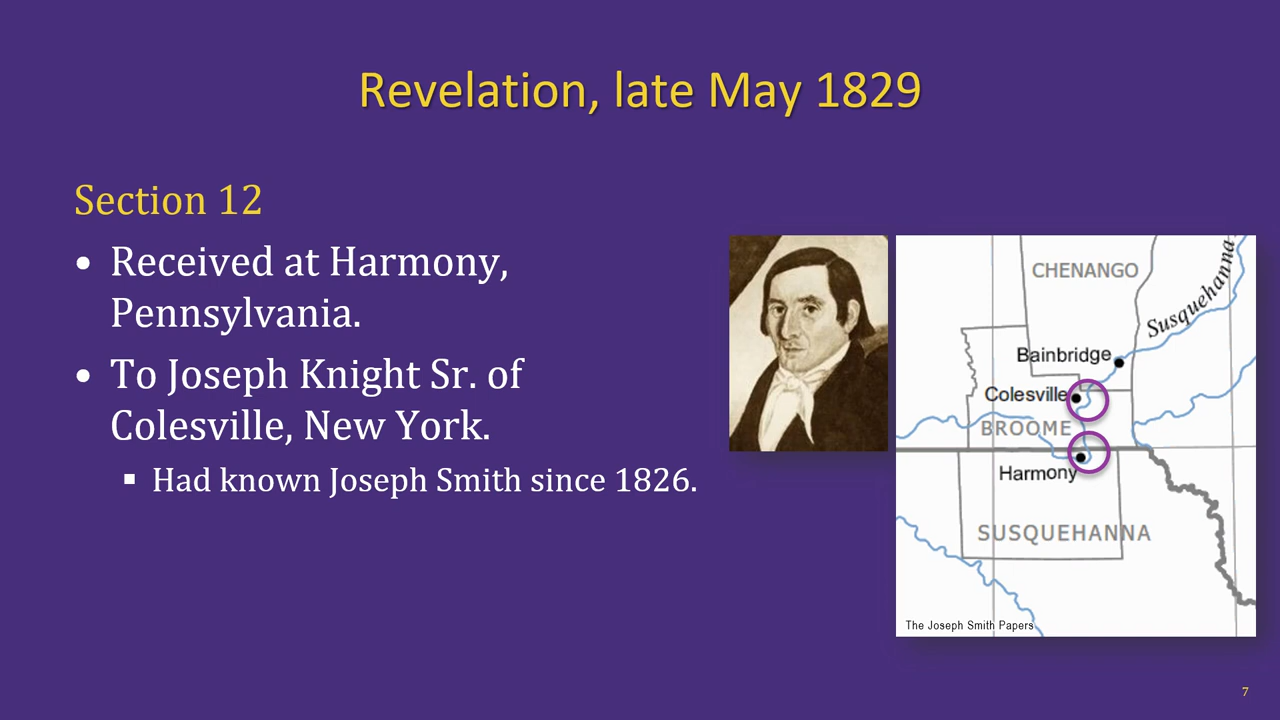 Revelation, late May 1829
Section 12
• Received at Harmony,
Pennsylvania.
• To Joseph Knight Sr. of
Colesville, New York.
▪ Had known Joseph Smith since 1826.
CHENANGO
Susquehanna
Bainbridge
Colesville
BROOME
Harmony
SUSQUEHANNA
The Joseph Smith Papers
7